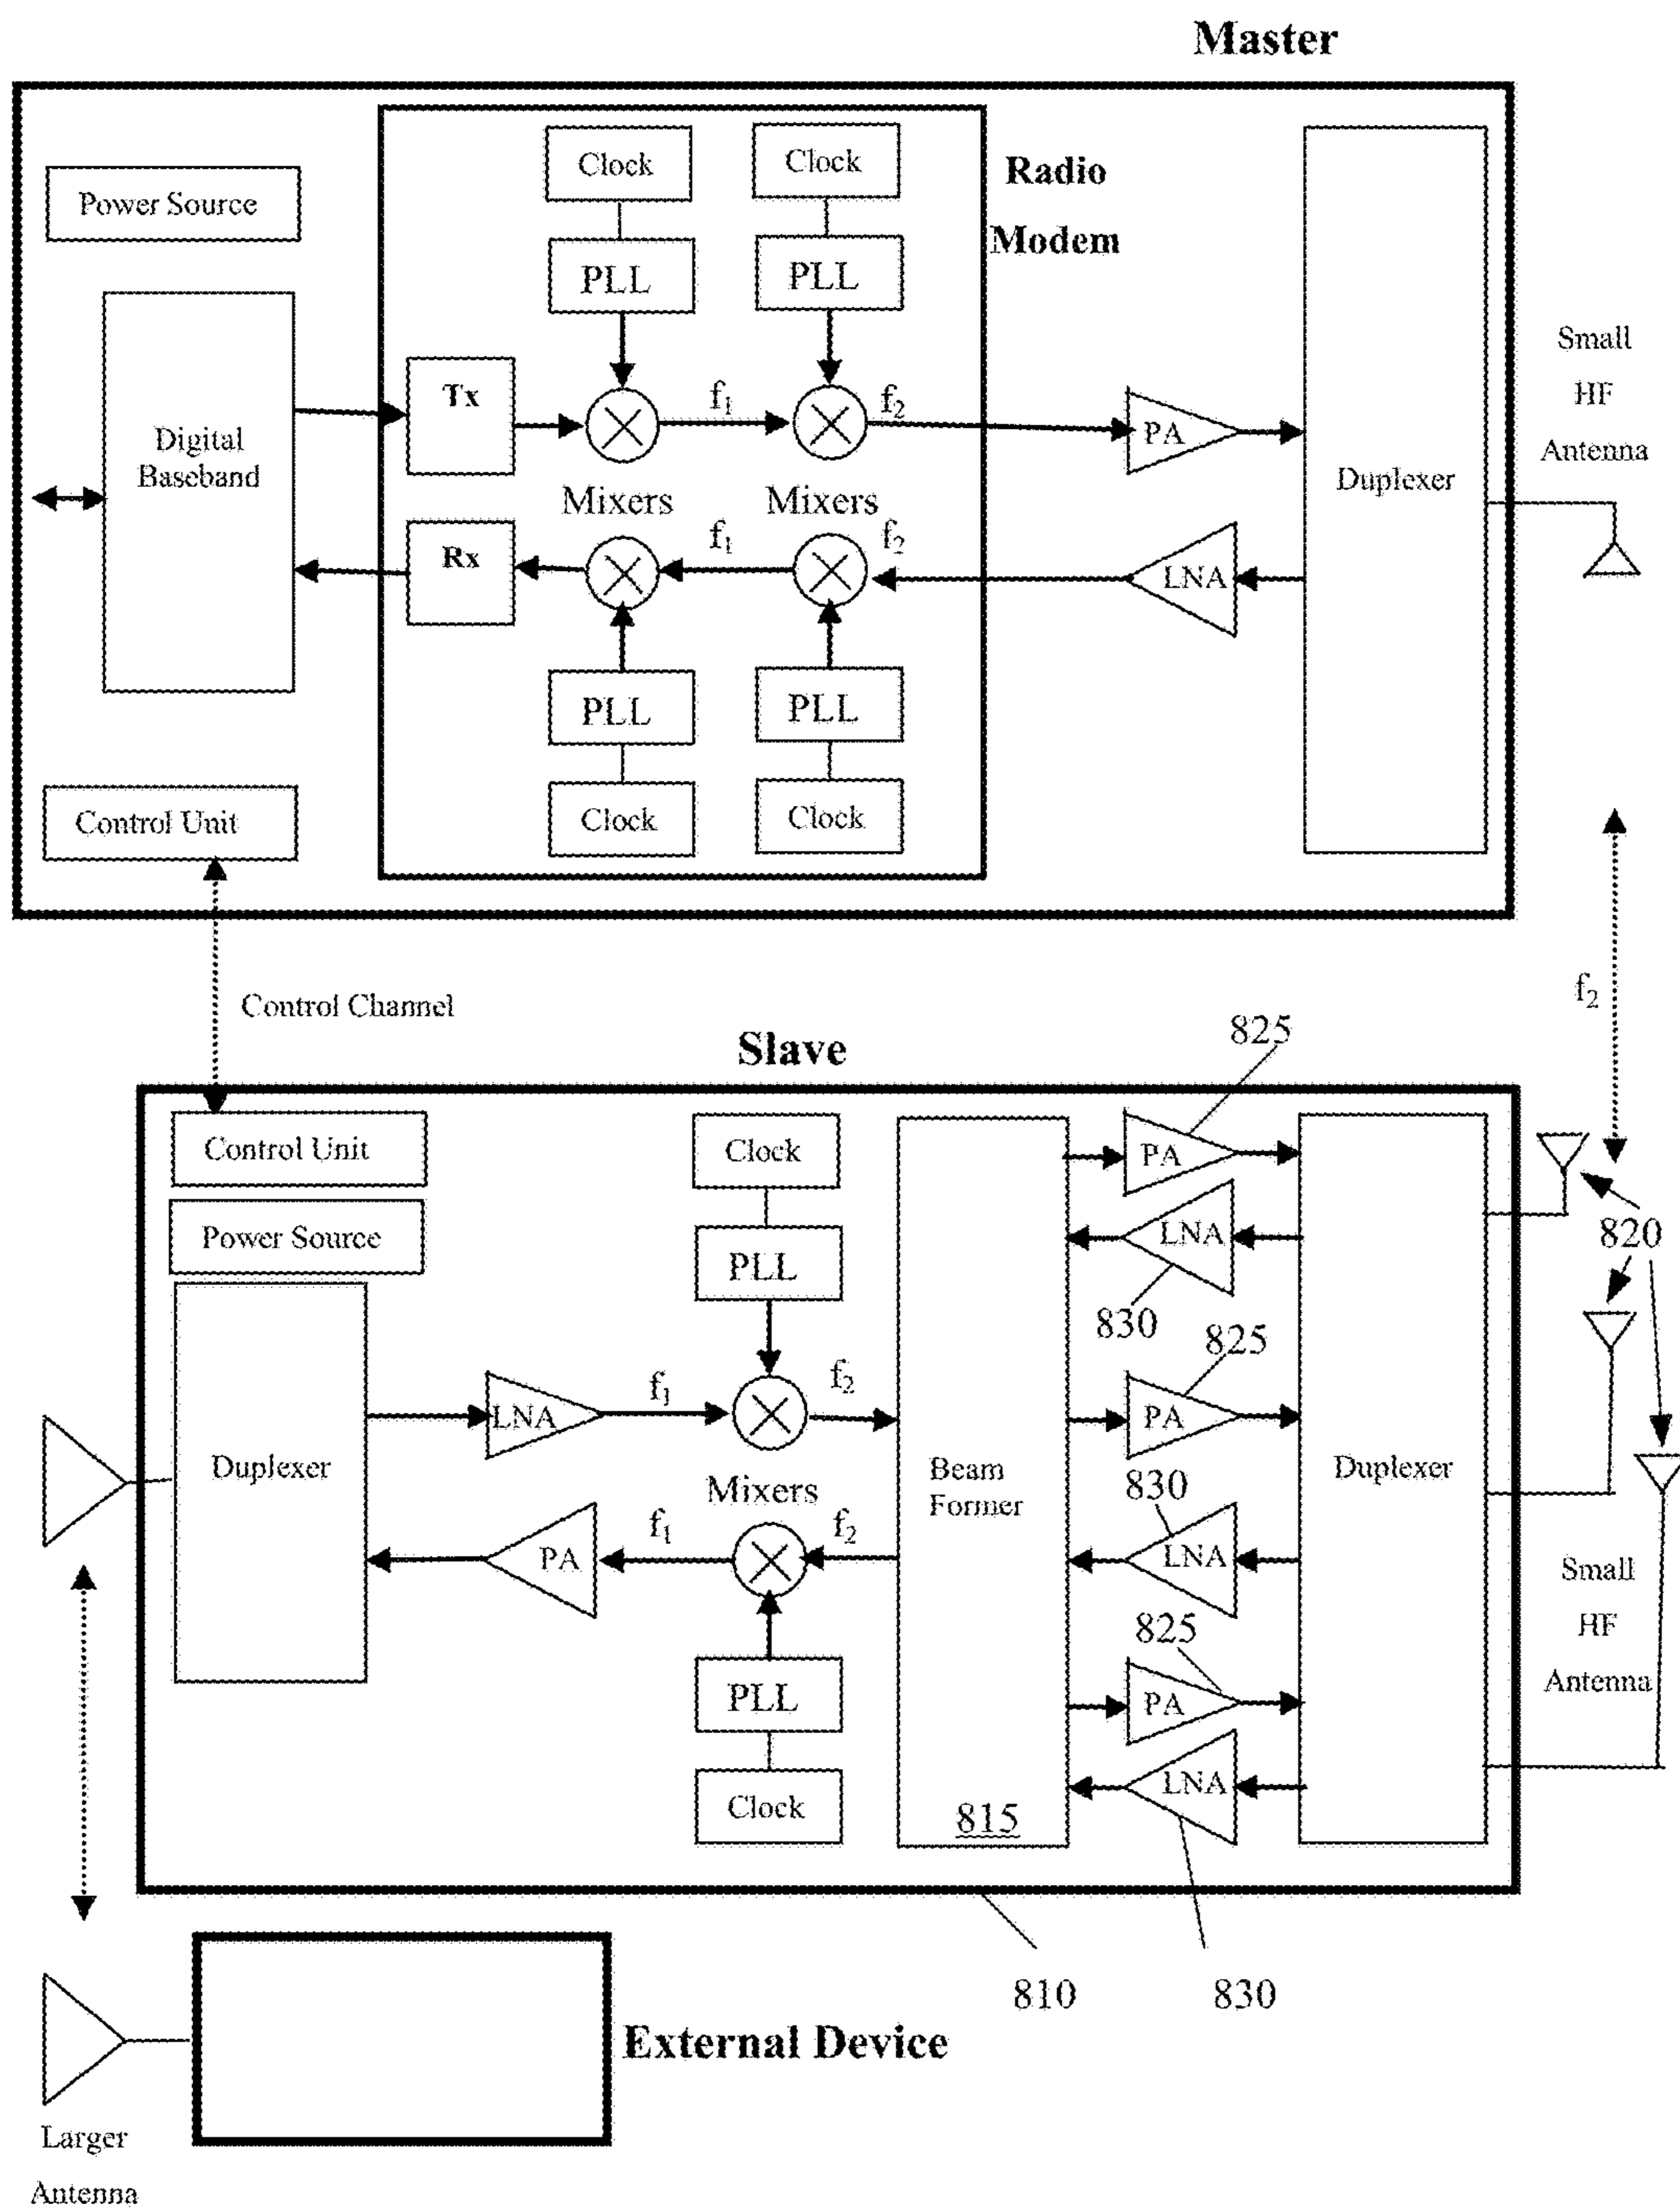 Master
Clock
Clock
Radio
Modem
Power Source
PLL
PLL
Small
HF
Antenna
Tx
f1
f2
PA
Digital
Baseband
Duplexer
Mixers
Mixers
Rx
f1
f2
LNA
PLL
PLL
Control Unit
Clock
Clock
Control Channel
f2
Slave
825
Control Unit
Clock
PA
Power Source
LNA
820
PLL
830
825
f1
f2
LNA
PA
Duplexer
Mixers
Beam
Former
830
Duplexer
f1
f2
PA
LNA
Small
HF
Antenna
825
PLL
PA
LNA
Clock
815
810
830
External Device
Larger
Antenna